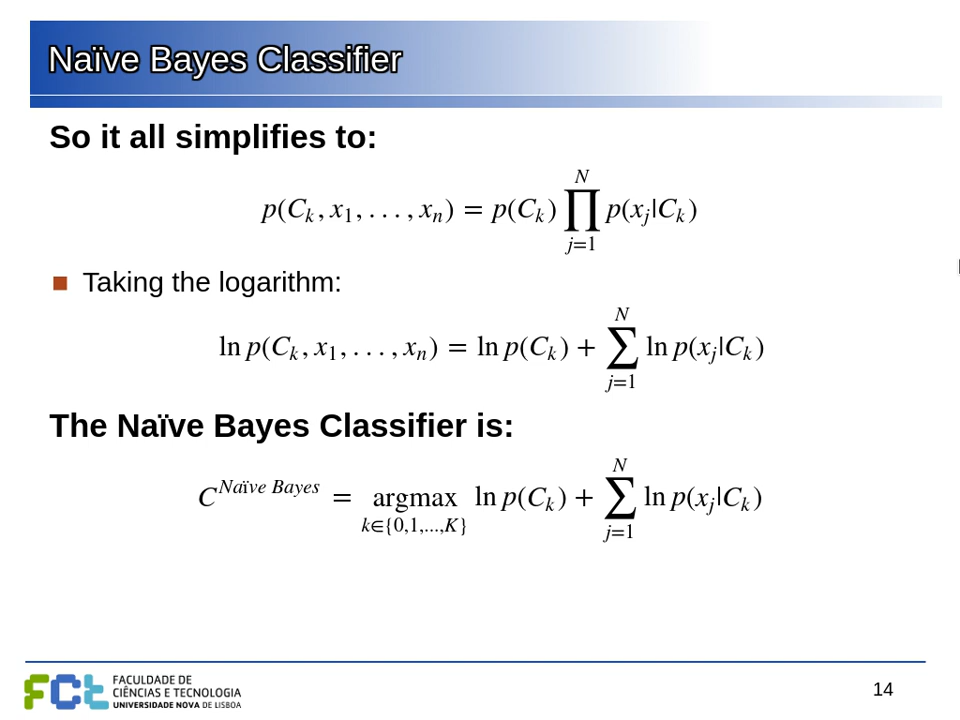 Naïve Bayes Classifier
So it all simplifies to:
p(C_k, x_1, ..., x_n) = p(C_k) ∏_{j=1}^{N} p(x_j|C_k)
■ Taking the logarithm:
ln p(C_k, x_1, ..., x_n) = ln p(C_k) + ∑_{j=1}^{N} ln p(x_j|C_k)
The Naïve Bayes Classifier is:
C^{Naïve Bayes} = argmax_{k∈{0,1,...,K}} ln p(C_k) + ∑_{j=1}^{N} ln p(x_j|C_k)
FCt
FACULDADE DE
CIÊNCIAS E TECNOLOGIA
UNIVERSIDADE NOVA DE LISBOA
14